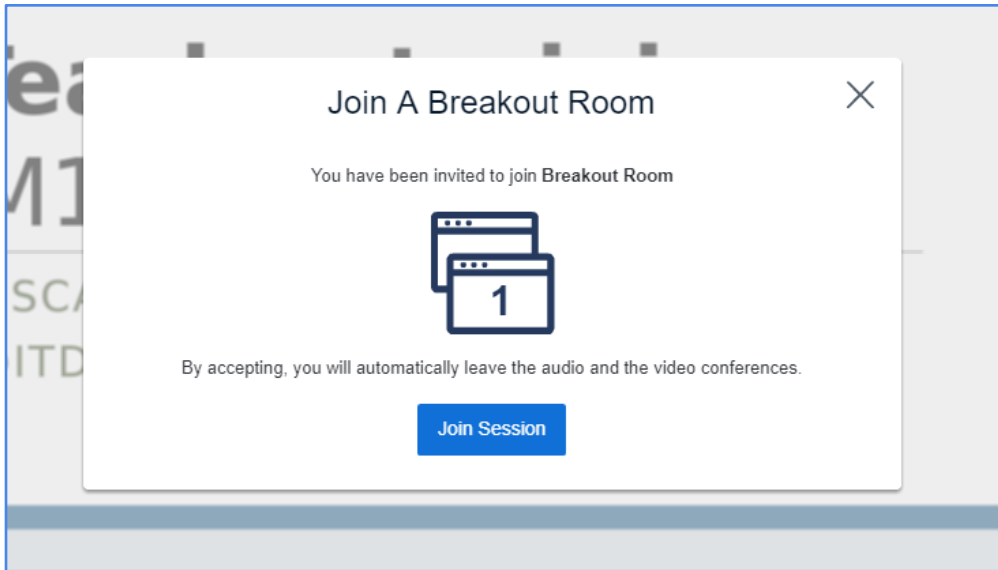 Join A Breakout Room
You have been invited to join Breakout Room
1
By accepting, you will automatically leave the audio and the video conferences.
Join Session